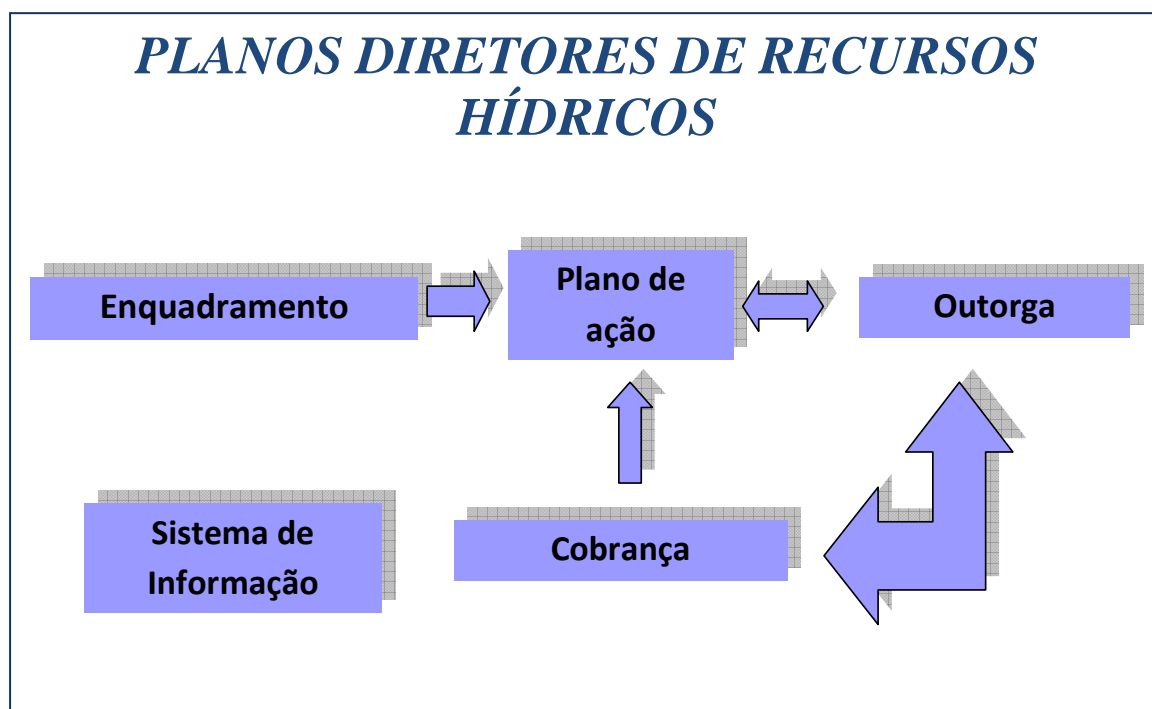 PLANOS DIRETORES DE RECURSOS
HÍDRICOS
Enquadramento
Plano de
ação
Outorga
Sistema de
Informação
Cobrança